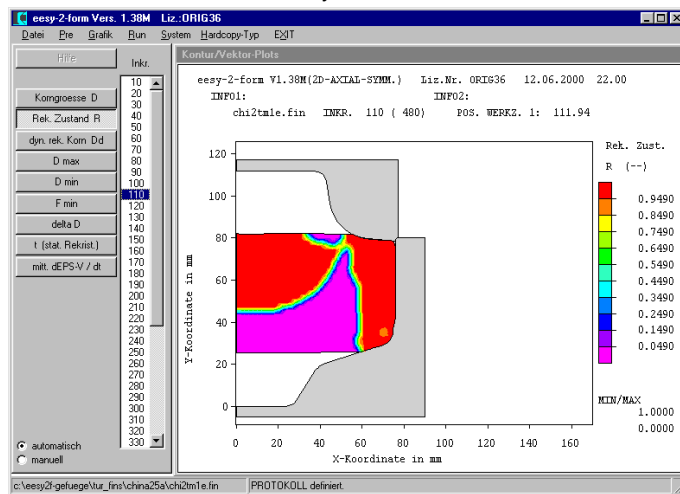 eesy-2-form Vers. 1.38M Liz.:ORIG36
Datei Pre Grafik Run System Hardcopy-Typ EXIT
Hilfe
Inkr.
Korngroesse D
Rek. Zustand R
dyn. rek. Korn Dd
D max
D min
F min
delta D
t (stat. Rekrist.)
mitt. dEPS-V / dt
10
20
30
40
50
60
70
80
90
100
110
120
130
140
150
160
170
180
190
200
210
220
230
240
250
260
270
280
290
300
310
320
330
automatisch
manuell
Kontur/Vektor-Plots
eesy-2-form V1.38M(2D-AXIAL-SYMM.) Liz.Nr. ORIG36 12.06.2000 22.00
INFO1: INFO2:
chi2tm1e.fin INKR. 110 ( 480) POS. WERKZ. 1: 111.94
Rek. Zust.
R (--)
0.9490
0.8490
0.7490
0.6490
0.5490
0.4490
0.3490
0.2490
0.1490
0.0490
MIN/MAX
1.0000
0.0000
Y-Koordinate in mm
120
100
80
60
40
20
0
0 20 40 60 80 100 120 140 160
X-Koordinate in mm
c:\eesy2f-gefuege\tur_fins\china25a\chi2tm1e.fin PROTOKOLL definiert.